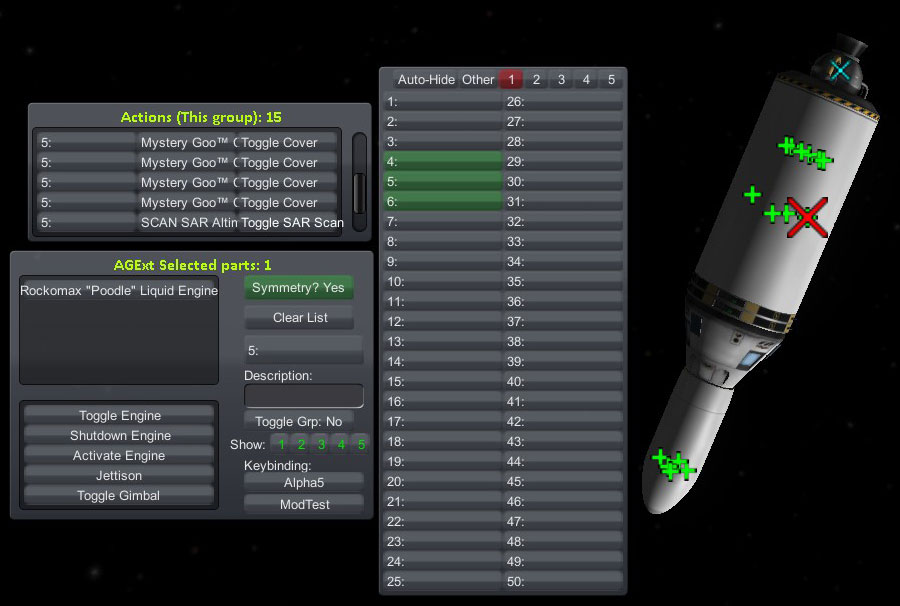 Actions (This group): 15
5: Mystery Goo™ C Toggle Cover
5: Mystery Goo™ C Toggle Cover
5: Mystery Goo™ C Toggle Cover
5: Mystery Goo™ C Toggle Cover
5: SCAN SAR Altin Toggle SAR Scan
AGExt Selected parts: 1
Rockomax "Poodle" Liquid Engine
Symmetry? Yes
Clear List
5:
Description:
Toggle Grp: No
Show: 1 2 3 4 5
Keybinding:
Alpha5
ModTest
Toggle Engine
Shutdown Engine
Activate Engine
Jettison
Toggle Gimbal
Auto-Hide Other 1 2 3 4 5
1: 26:
2: 27:
3: 28:
4: 29:
5: 30:
6: 31:
7: 32:
8: 33:
9: 34:
10: 35:
11: 36:
12: 37:
13: 38:
14: 39:
15: 40:
16: 41:
17: 42:
18: 43:
19: 44:
20: 45:
21: 46:
22: 47:
23: 48:
24: 49:
25: 50: